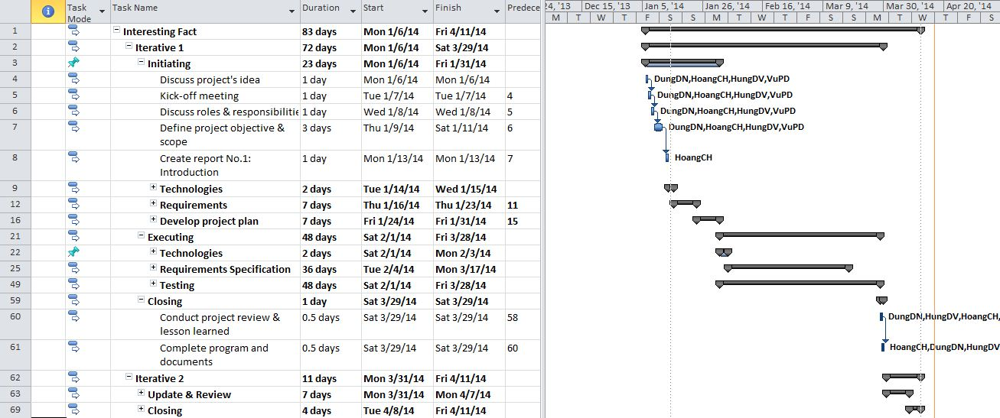 Task Mode Task Name Duration Start Finish Predece 24, '13 Dec 15, '13 Jan 5, '14 Jan 26, '14 Feb 16, '14 Mar 9, '14 Mar 30, '14 Apr 20, '14
M T W T F S S M T W T F S S M T W T F S
1 Interesting Fact 83 days Mon 1/6/14 Fri 4/11/14
2 Iterative 1 72 days Mon 1/6/14 Sat 3/29/14
3 Initiating 23 days Mon 1/6/14 Fri 1/31/14
4 Discuss project's idea 1 day Mon 1/6/14 Mon 1/6/14 DungDN,HoangCH,HungDV,VuPD
5 Kick-off meeting 1 day Tue 1/7/14 Tue 1/7/14 4 DungDN,HoangCH,HungDV,VuPD
6 Discuss roles & responsibilitie 1 day Wed 1/8/14 Wed 1/8/14 5 DungDN,HoangCH,HungDV,VuPD
7 Define project objective & scope 3 days Thu 1/9/14 Sat 1/11/14 6 DungDN,HoangCH,HungDV,VuPD
8 Create report No.1: Introduction 1 day Mon 1/13/14 Mon 1/13/14 7 HoangCH
9 Technologies 2 days Tue 1/14/14 Wed 1/15/14
12 Requirements 7 days Thu 1/16/14 Thu 1/23/14 11
16 Develop project plan 7 days Fri 1/24/14 Fri 1/31/14 15
21 Executing 48 days Sat 2/1/14 Fri 3/28/14
22 Technologies 2 days Sat 2/1/14 Mon 2/3/14
25 Requirements Specification 36 days Tue 2/4/14 Mon 3/17/14
49 Testing 48 days Sat 2/1/14 Fri 3/28/14
59 Closing 1 day Sat 3/29/14 Sat 3/29/14
60 Conduct project review & lesson learned 0.5 days Sat 3/29/14 Sat 3/29/14 58 DungDN,HungDV,HoangCH,
61 Complete program and documents 0.5 days Sat 3/29/14 Sat 3/29/14 60 HoangCH,DungDN,HungDV
62 Iterative 2 11 days Mon 3/31/14 Fri 4/11/14
63 Update & Review 7 days Mon 3/31/14 Mon 4/7/14
69 Closing 4 days Tue 4/8/14 Fri 4/11/14